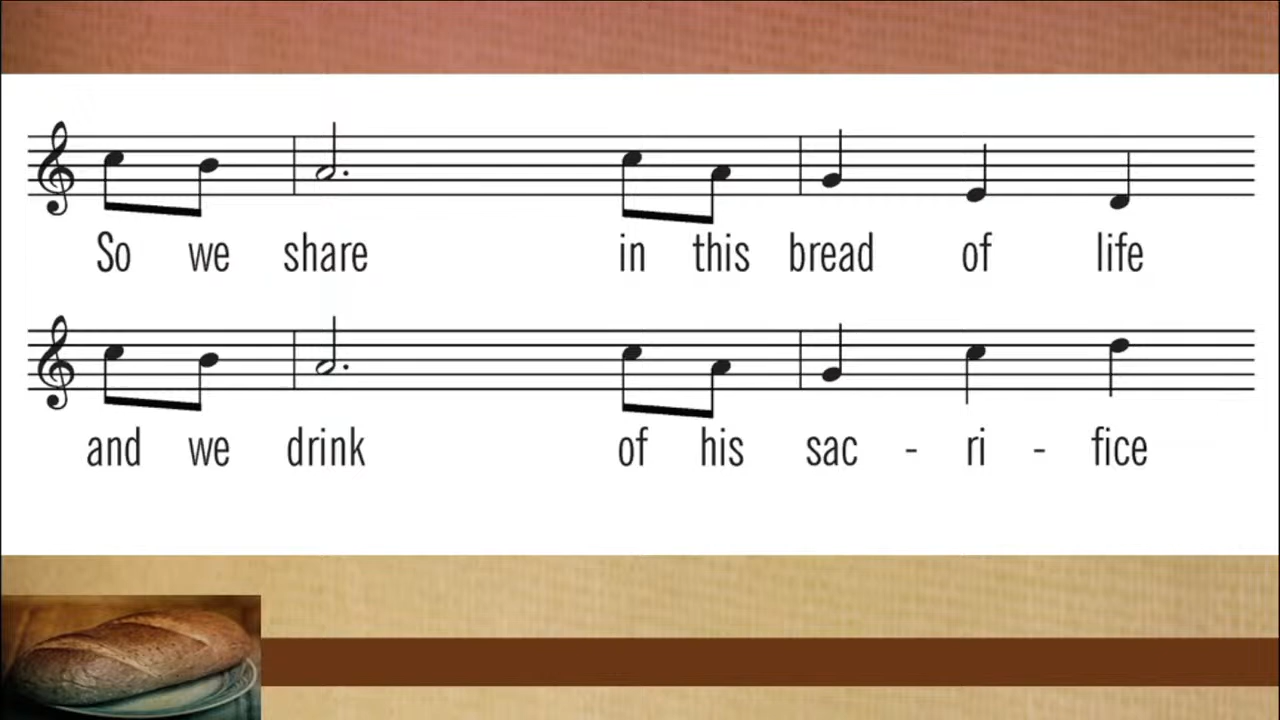 So we share in this bread of life
and we drink of his sac - ri - fice